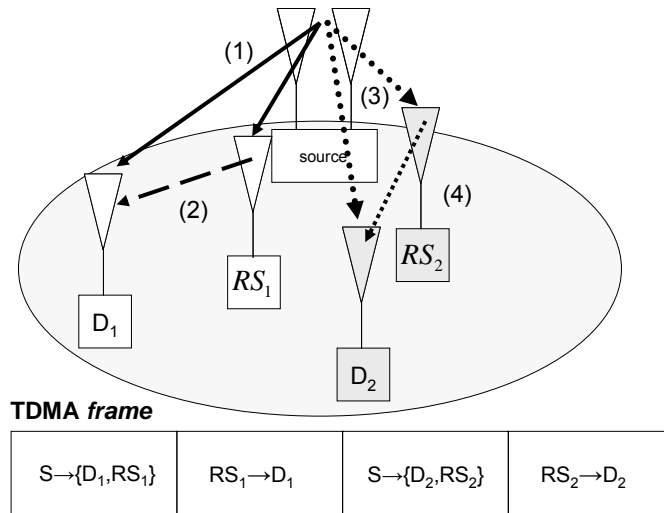 (1)
(3)
source
(2)
(4)
RS₁
RS₂
D₁
D₂
TDMA frame
S→{D₁,RS₁} RS₁→D₁ S→{D₂,RS₂} RS₂→D₂